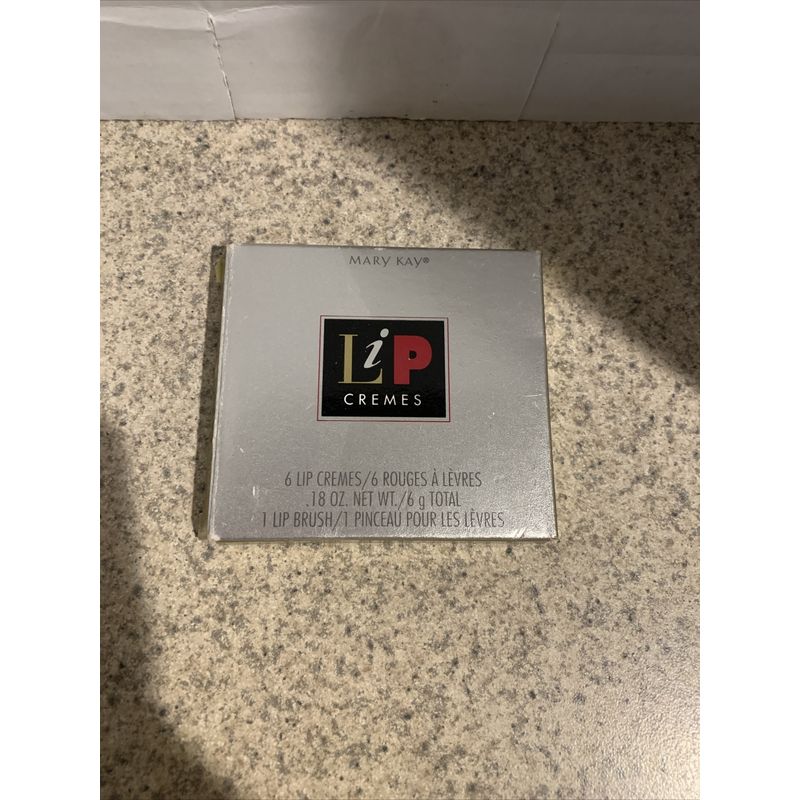 MARY KAY®
LiP
CREMES
6 LIP CREMES/6 ROUGES À LÈVRES
.18 OZ. NET WT./6 g TOTAL
1 LIP BRUSH/1 PINCEAU POUR LES LÈVRES